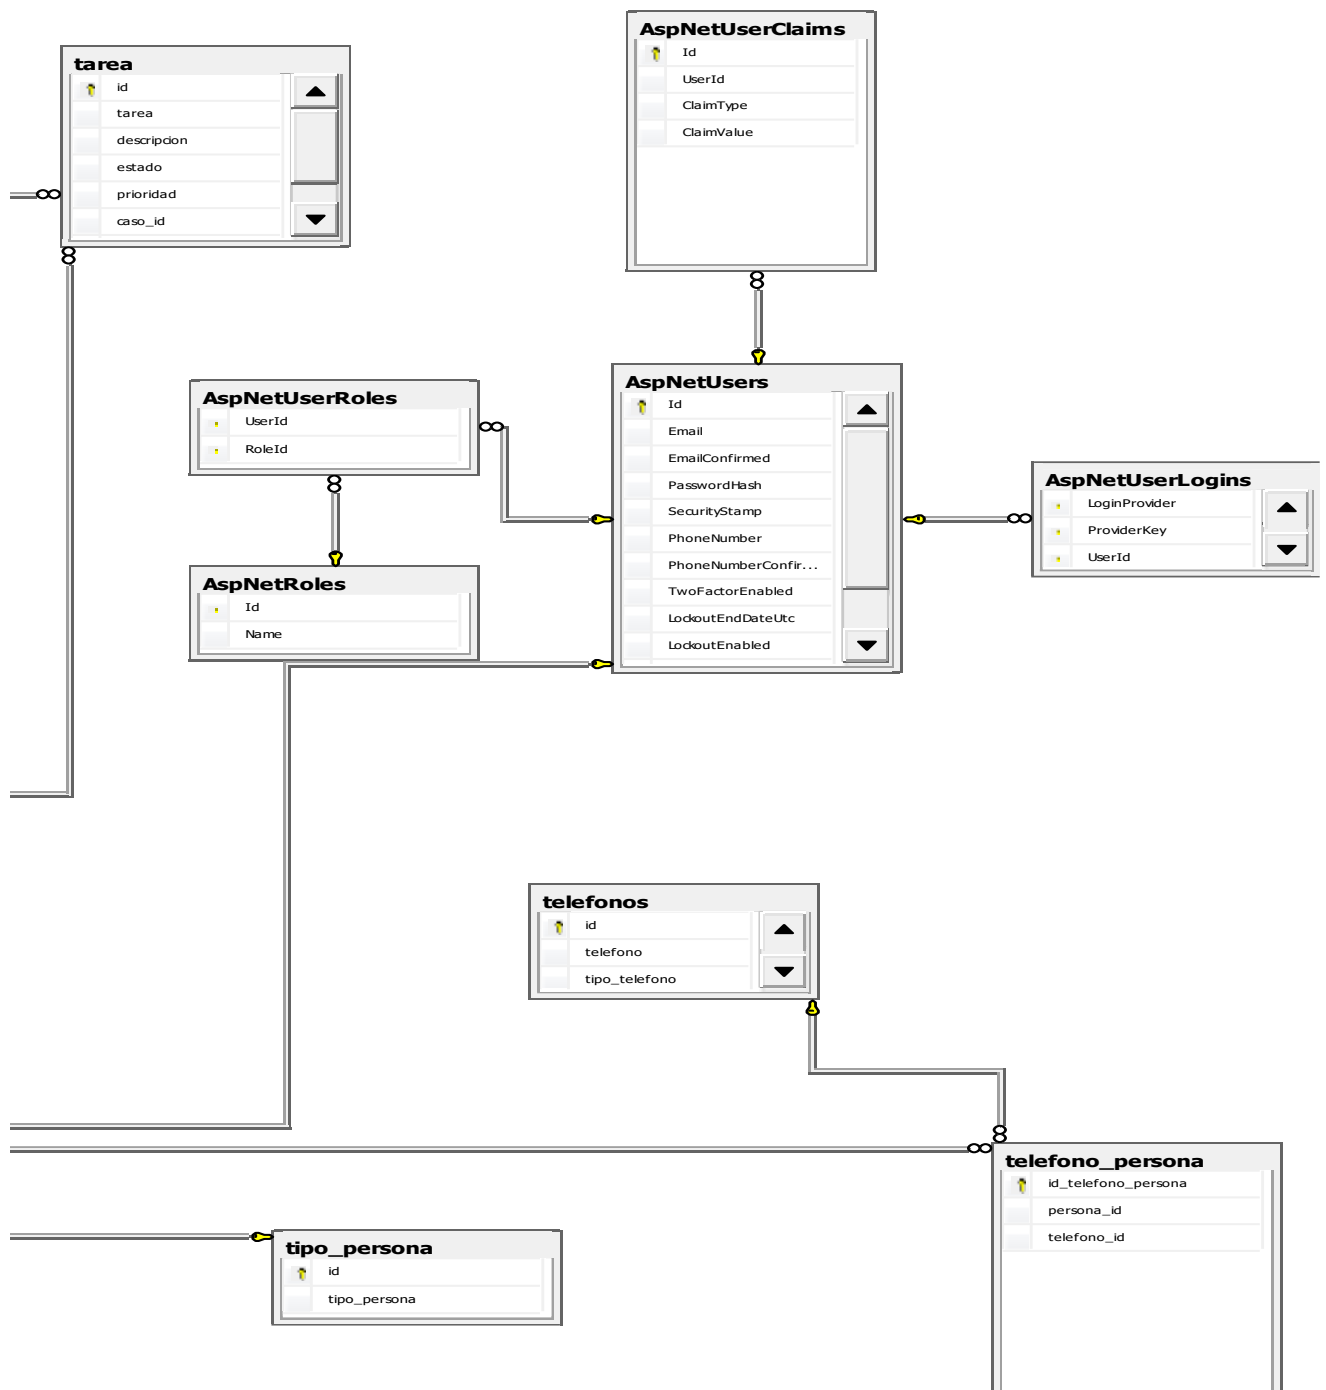 AspNetUserClaims
Id
UserId
ClaimType
ClaimValue
tarea
id
tarea
descripcion
estado
prioridad
caso_id
AspNetUserRoles
UserId
RoleId
AspNetUsers
Id
Email
EmailConfirmed
PasswordHash
SecurityStamp
PhoneNumber
PhoneNumberConfir...
TwoFactorEnabled
LockoutEndDateUtc
LockoutEnabled
AspNetUserLogins
LoginProvider
ProviderKey
UserId
AspNetRoles
Id
Name
telefonos
id
telefono
tipo_telefono
telefono_persona
id_telefono_persona
persona_id
telefono_id
tipo_persona
id
tipo_persona